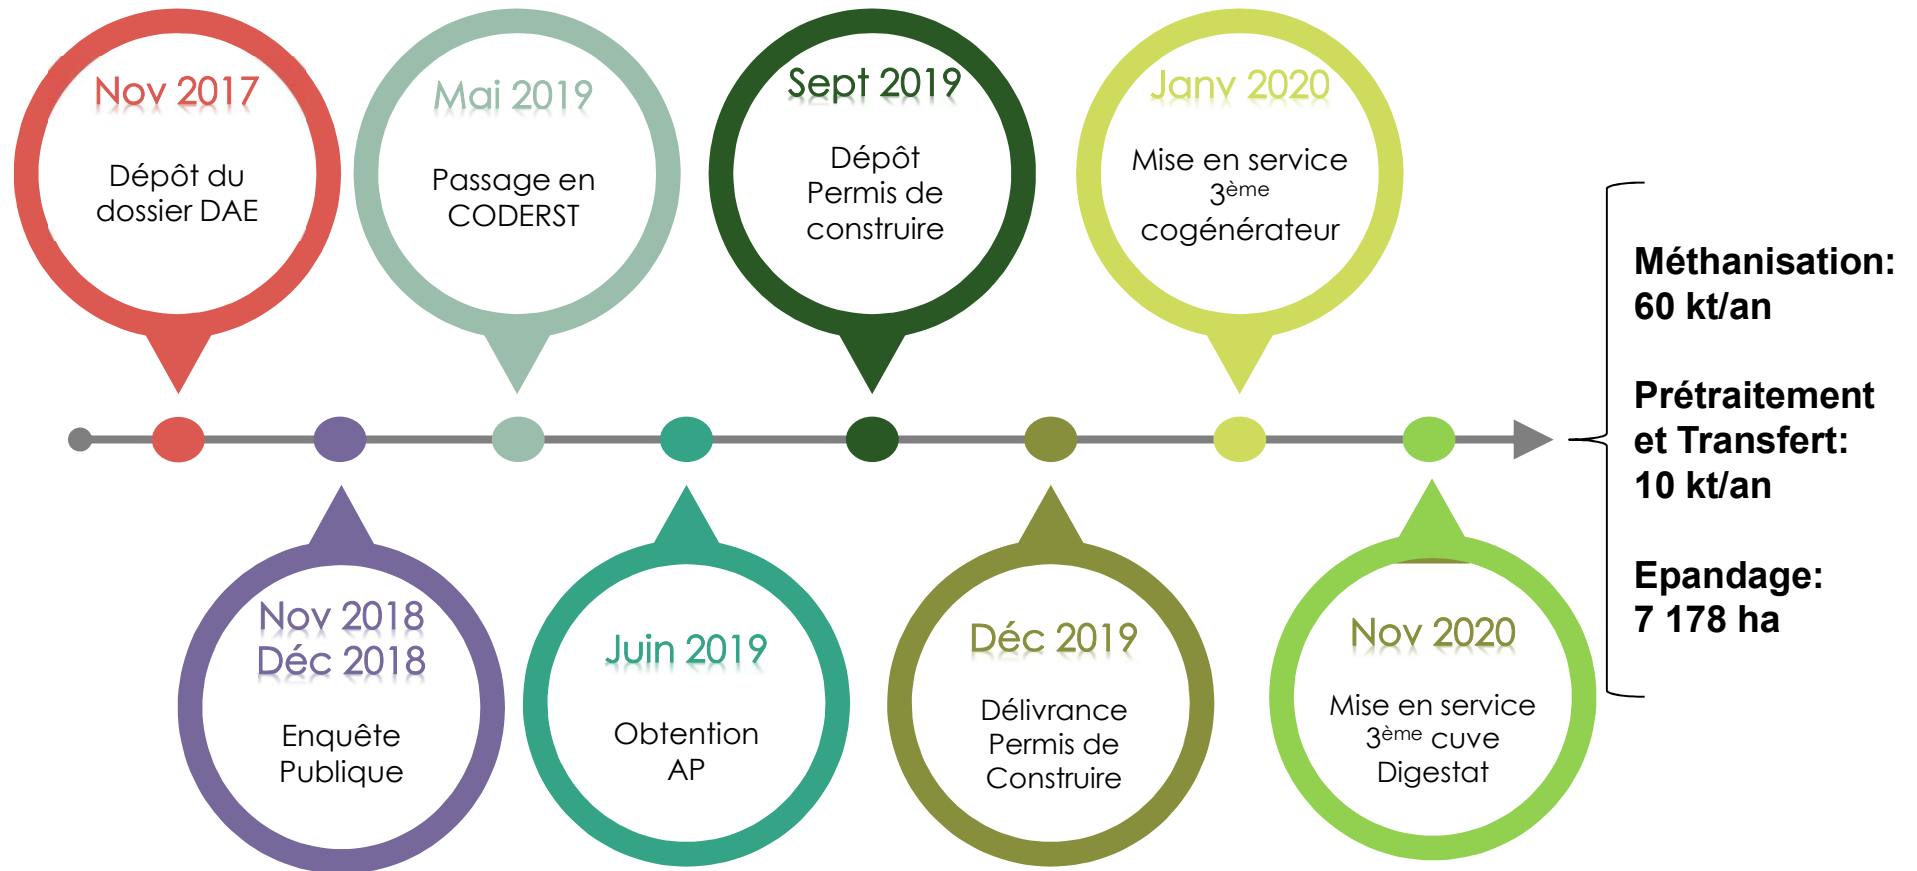 Nov 2017
Dépôt du
dossier DAE
Mai 2019
Passage en
CODERST
Sept 2019
Dépôt
Permis de
construire
Janv 2020
Mise en service
3ème
cogénérateur
Nov 2018
Déc 2018
Enquête
Publique
Juin 2019
Obtention
AP
Déc 2019
Délivrance
Permis de
Construire
Nov 2020
Mise en service
3ème cuve
Digestat
Méthanisation:
60 kt/an
Prétraitement
et Transfert:
10 kt/an
Epandage:
7 178 ha